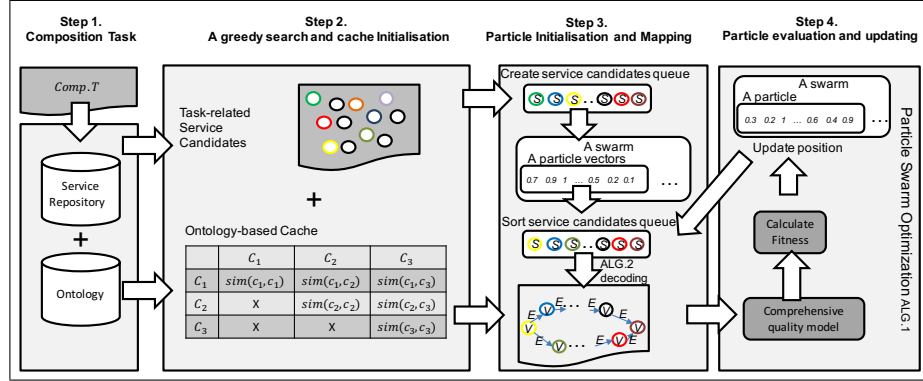 Step 1.
Composition Task
Step 2.
A greedy search and cache Initialisation
Step 3.
Particle Initialisation and Mapping
Step 4.
Particle evaluation and updating
Comp.T
Service
Repository
+
Ontology
Task-related
Service
Candidates
+
Ontology-based Cache
C₁ C₂ C₃
C₁ sim(c₁,c₁) sim(c₁,c₂) sim(c₁,c₃)
C₂ X sim(c₂,c₂) sim(c₂,c₃)
C₃ X X sim(c₃,c₃)
Create service candidates queue
S S S .. S S S
A swarm
A particle vectors
0.7 0.9 1 ... 0.5 0.2 0.1
...
Sort service candidates queue
S S S .. S S S
ALG.2
decoding
E... E
E V V E
V V
E V ... E V E
A swarm
A particle
0.3 0.2 1 ... 0.6 0.4 0.9
...
Update position
Calculate
Fitness
Comprehensive
quality model
Particle Swarm Optimization ALG.1